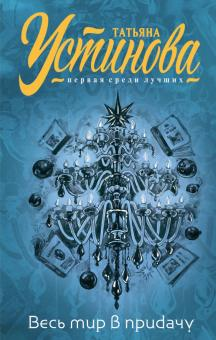 ТАТЬЯНА
Устинова
первая среди лучших
Весь мир в придачу